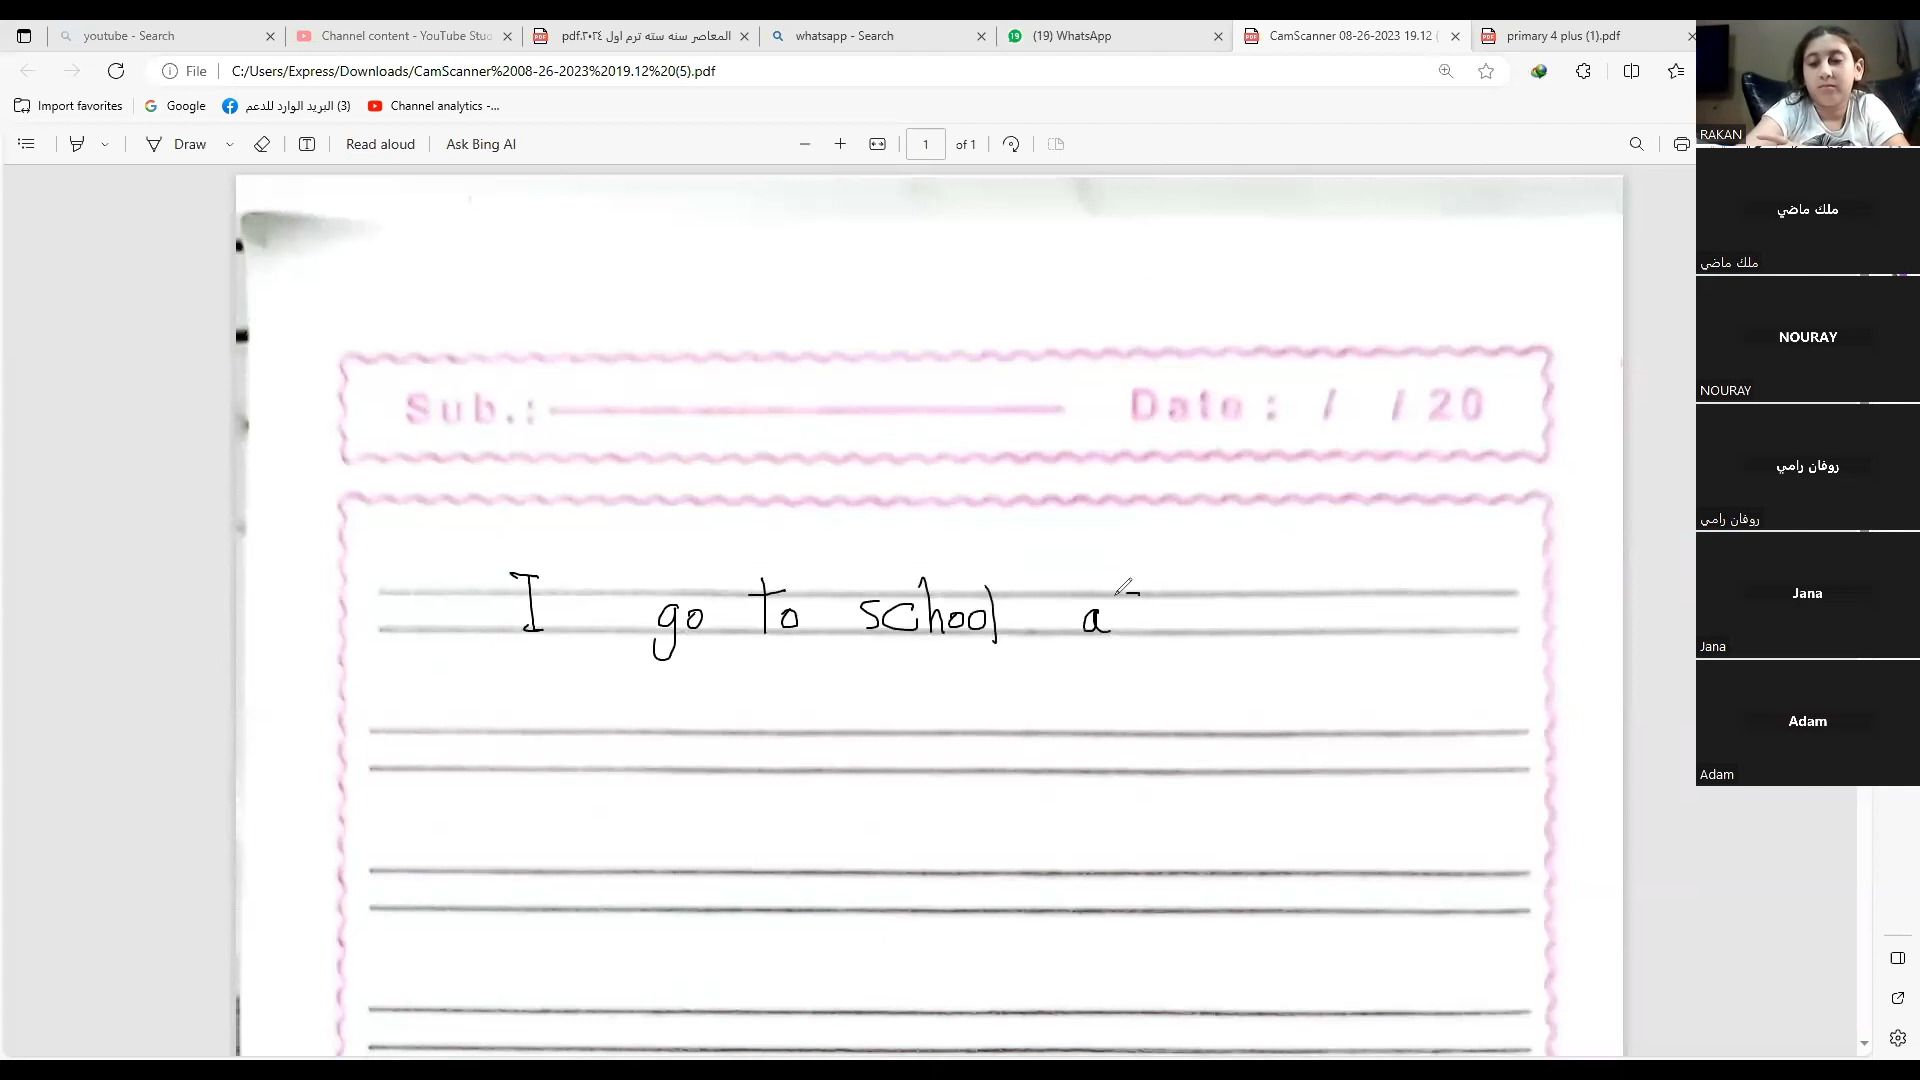 youtube - Search
Channel content - YouTube Stud
المعاصر سنه سته ترم اول ٢٠٢٤.pdf
whatsapp - Search
(19) WhatsApp
CamScanner 08-26-2023 19.12 (
primary 4 plus (1).pdf
File
C:/Users/Express/Downloads/CamScanner%2008-26-2023%2019.12%20(5).pdf
Import favorites
Google
(3) البريد الوارد للدعم
Channel analytics -...
Draw
Read aloud
Ask Bing AI
1 of 1
RAKAN
ملك ماضي
ملك ماضي
NOURAY
NOURAY
روفان رامي
روفان رامي
Jana
Jana
Adam
Adam
Sub.:
Date: / /20
I go to school a